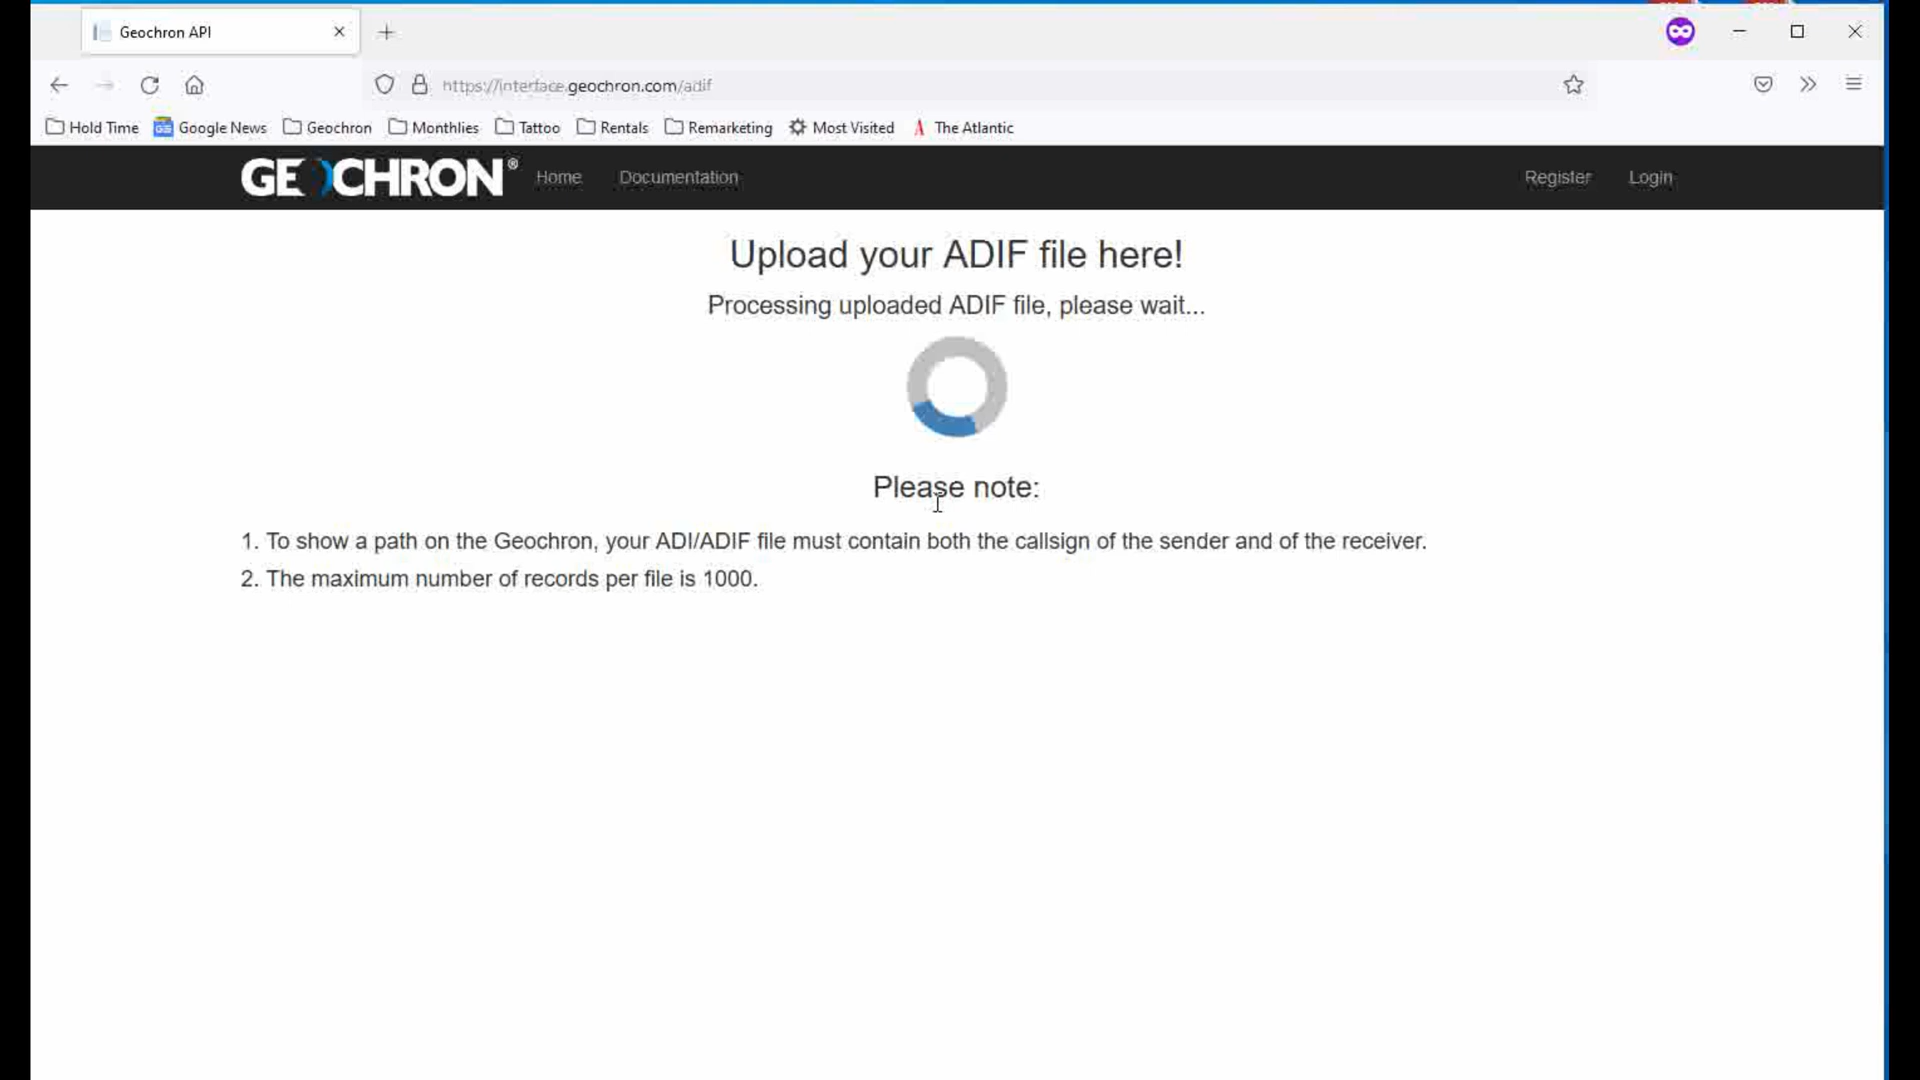 Geochron API
https://interface.geochron.com/adif
Hold Time Google News Geochron Monthlies Tattoo Rentals Remarketing Most Visited The Atlantic
GEOCHRON® Home Documentation Register Login
Upload your ADIF file here!
Processing uploaded ADIF file, please wait...
Please note:
1. To show a path on the Geochron, your ADI/ADIF file must contain both the callsign of the sender and of the receiver.
2. The maximum number of records per file is 1000.